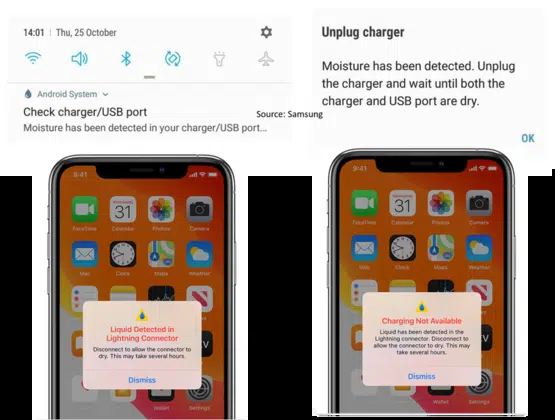 14:01 | Thu, 25 October
Android System
Check charger/USB port
Moisture has been detected in your charger/USB port...
Unplug charger
Moisture has been detected. Unplug
the charger and wait until both the
charger and USB port are dry.
OK
Source: Samsung
9:41
FaceTime Calendar Photos Camera
31
Mail Clock Maps Weather
Liquid Detected in
Lightning Connector
Disconnect to allow the connector to
dry. This may take several hours.
Dismiss
Wallet Settings
9:41
FaceTime Calendar Photos Camera
31
Mail Clock Maps Weather
Charging Not Available
Liquid has been detected in the
Lightning connector. Disconnect to
allow the connector to dry. This may
take several hours.
Dismiss
Wallet Settings